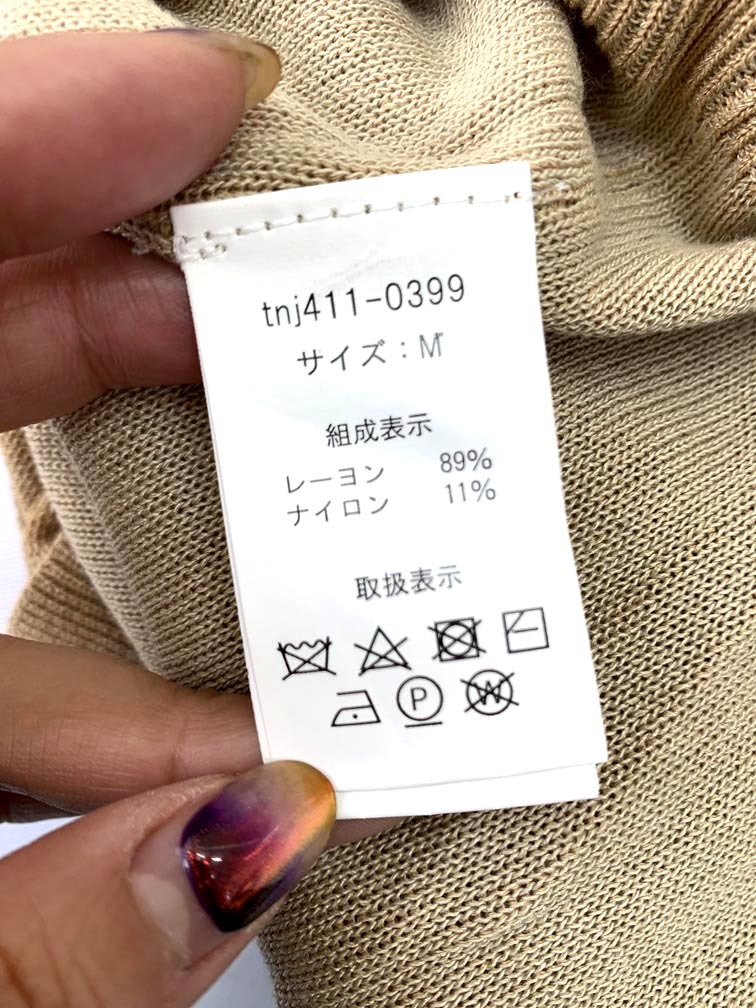 tnj411-0399
サイズ：M
組成表示
レーヨン 89%
ナイロン 11%
取扱表示
P
W